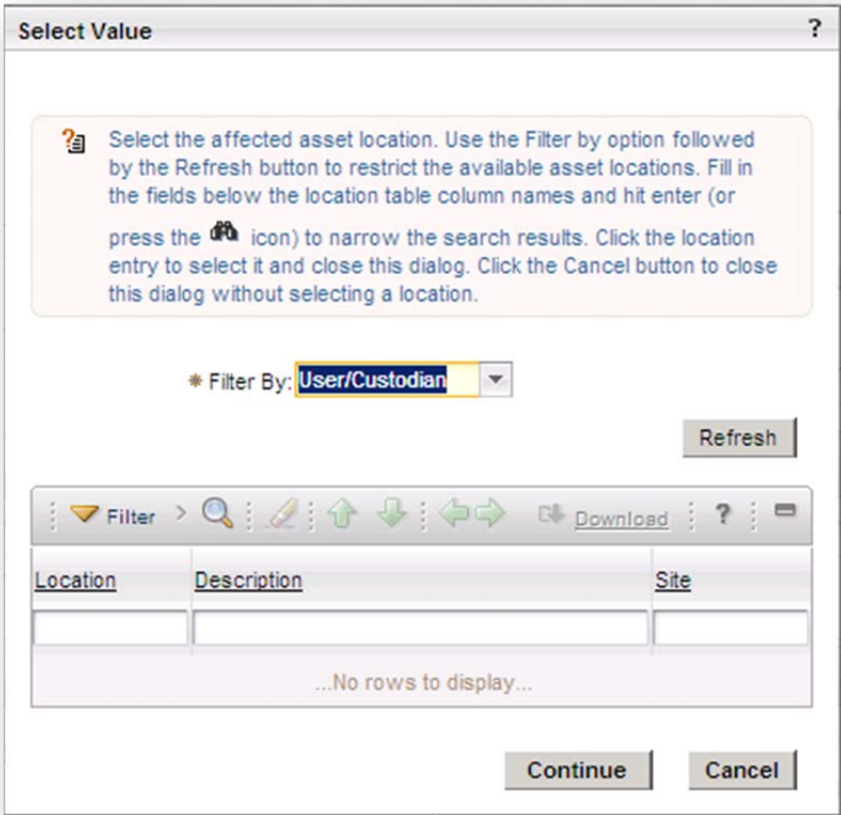 Select Value ?
Select the affected asset location. Use the Filter by option followed
by the Refresh button to restrict the available asset locations. Fill in
the fields below the location table column names and hit enter (or
press the icon) to narrow the search results. Click the location
entry to select it and close this dialog. Click the Cancel button to close
this dialog without selecting a location.
* Filter By: User/Custodian
Refresh
Filter > Download ?
Location Description Site
...No rows to display...
Continue Cancel